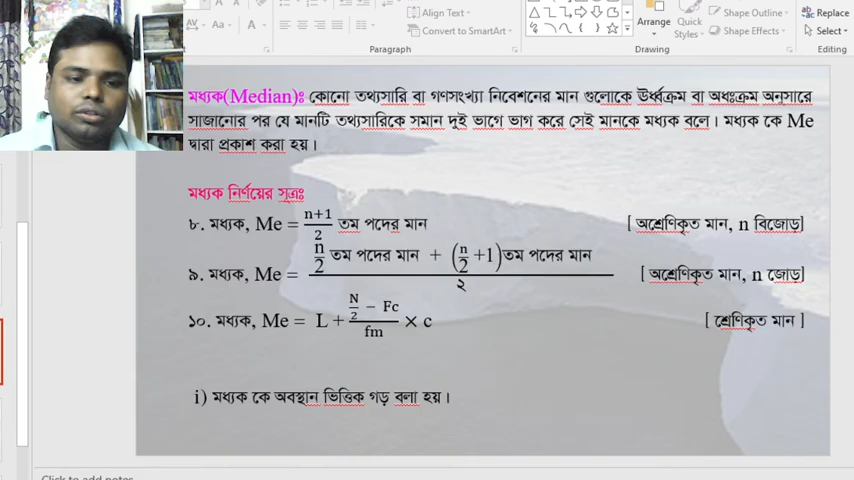 Align Text
Convert to SmartArt
Paragraph
Arrange
Quick
Styles
Shape Outline
Shape Effects
Drawing
Replace
Select
Editing
মধ্যক(Median)ঃ কোনো তথ্যসারি বা গণসংখ্যা নিবেশনের মান গুলোকে ঊর্ধ্বক্রম বা অধঃক্রম অনুসারে
সাজানোর পর যে মানটি তথ্যসারিকে সমান দুই ভাগে ভাগ করে সেই মানকে মধ্যক বলে। মধ্যক কে Me
দ্বারা প্রকাশ করা হয়।
মধ্যক নির্ণয়ের সূত্রঃ
৮. মধ্যক, Me = (n+1)/2 তম পদের মান [ অশ্রেণিকৃত মান, n বিজোড়]
৯. মধ্যক, Me = (n/2 তম পদের মান + (n/2 +1) তম পদের মান)/২ [ অশ্রেণিকৃত মান, n জোড়]
১০. মধ্যক, Me = L + (N/2 − Fc)/fm × c [ শ্রেণিকৃত মান ]
i) মধ্যক কে অবস্থান ভিত্তিক গড় বলা হয়।
Click to add notes